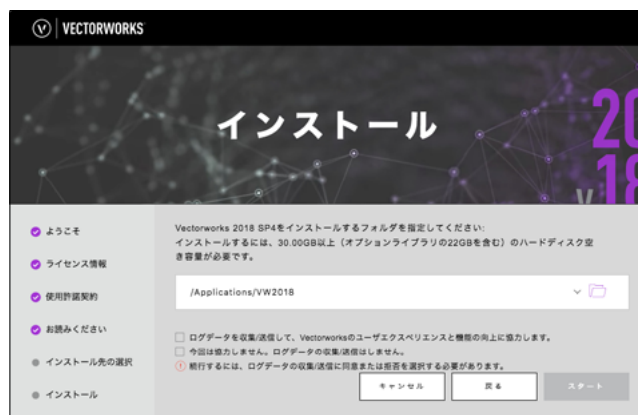 VECTORWORKS
インストール
20
18
V
ようこそ
ライセンス情報
使用許諾契約
お読みください
インストール先の選択
インストール
Vectorworks 2018 SP4をインストールするフォルダを指定してください:
インストールするには、30.00GB以上（オプションライブラリの22GBを含む）のハードディスク空
き容量が必要です。
/Applications/VW2018
ログデータを収集/送信して、Vectorworksのユーザエクスペリエンスと機能の向上に協力します。
今回は協力しません。ログデータの収集/送信はしません。
続行するには、ログデータの収集/送信に同意または拒否を選択する必要があります。
キャンセル
戻る
スタート